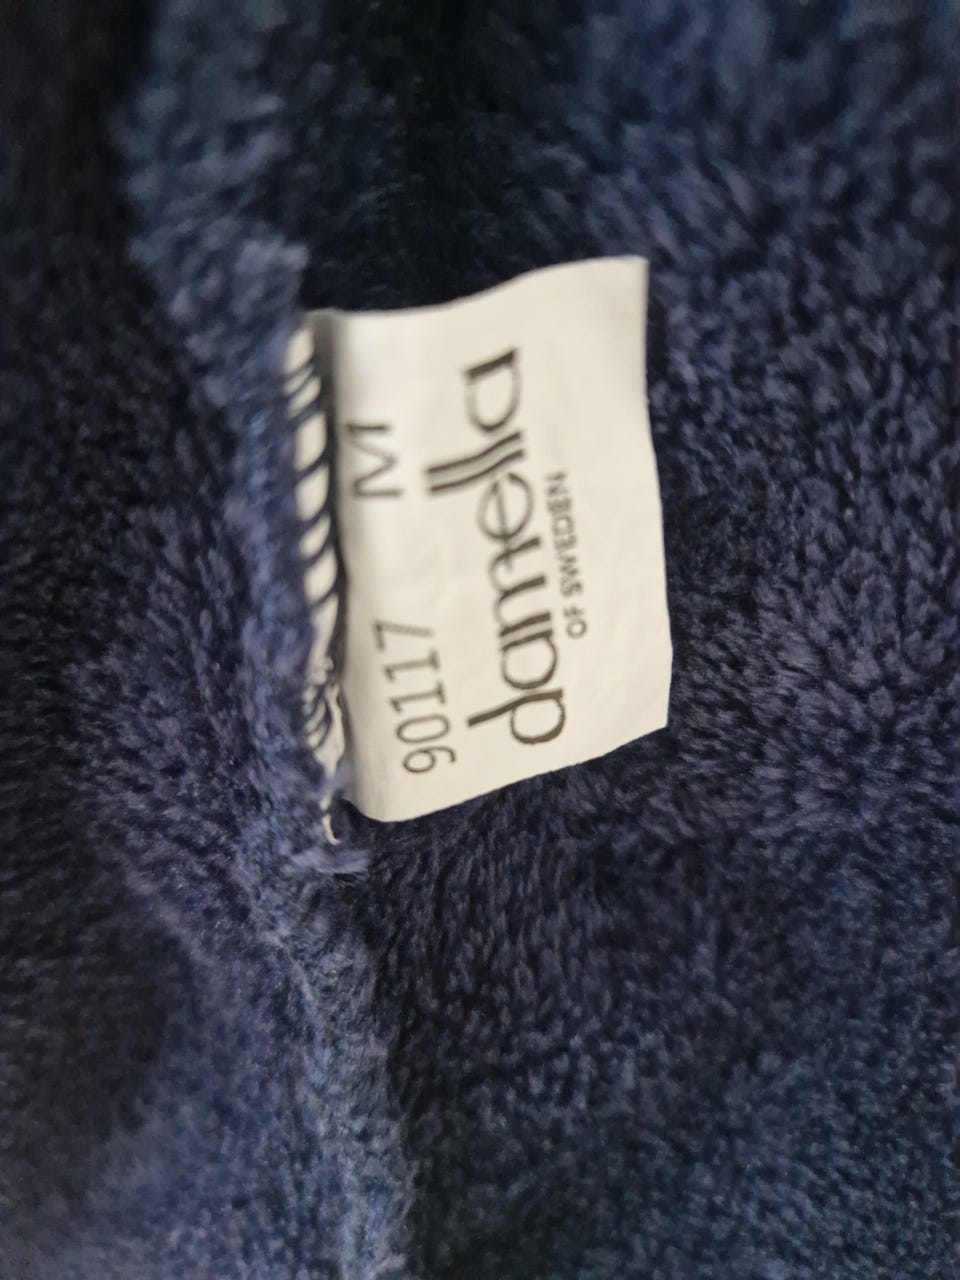 90117 M
damella
OF SWEDEN